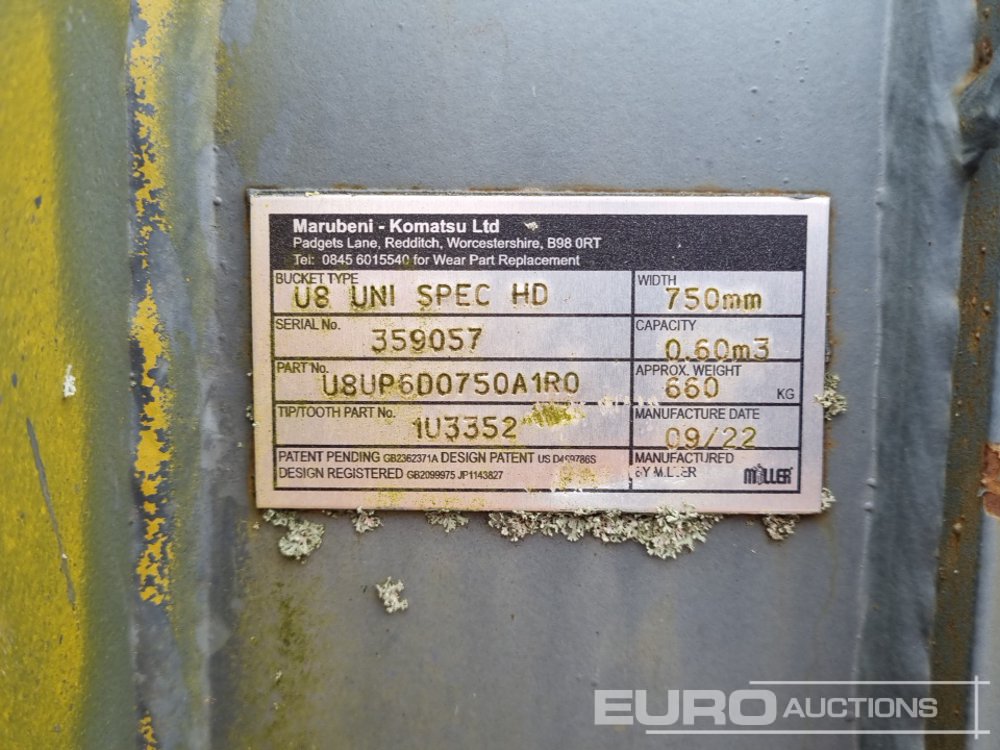 Marubeni - Komatsu Ltd
Padgets Lane, Redditch, Worcestershire, B98 0RT
Tel: 0845 6015540 for Wear Part Replacement
BUCKET TYPE
U8 UNI SPEC HD
WIDTH
750mm
SERIAL No.
359057
CAPACITY
0.60m3
PART No.
U8UP6D0750A1R0
APPROX. WEIGHT
660 KG
TIP/TOOTH PART No.
1U3352
MANUFACTURE DATE
09/22
PATENT PENDING GB2362371A DESIGN PATENT US
DESIGN REGISTERED GB2099975 JP1143827
MANUFACTURED
BY MILLER
MILLER
EURO AUCTIONS